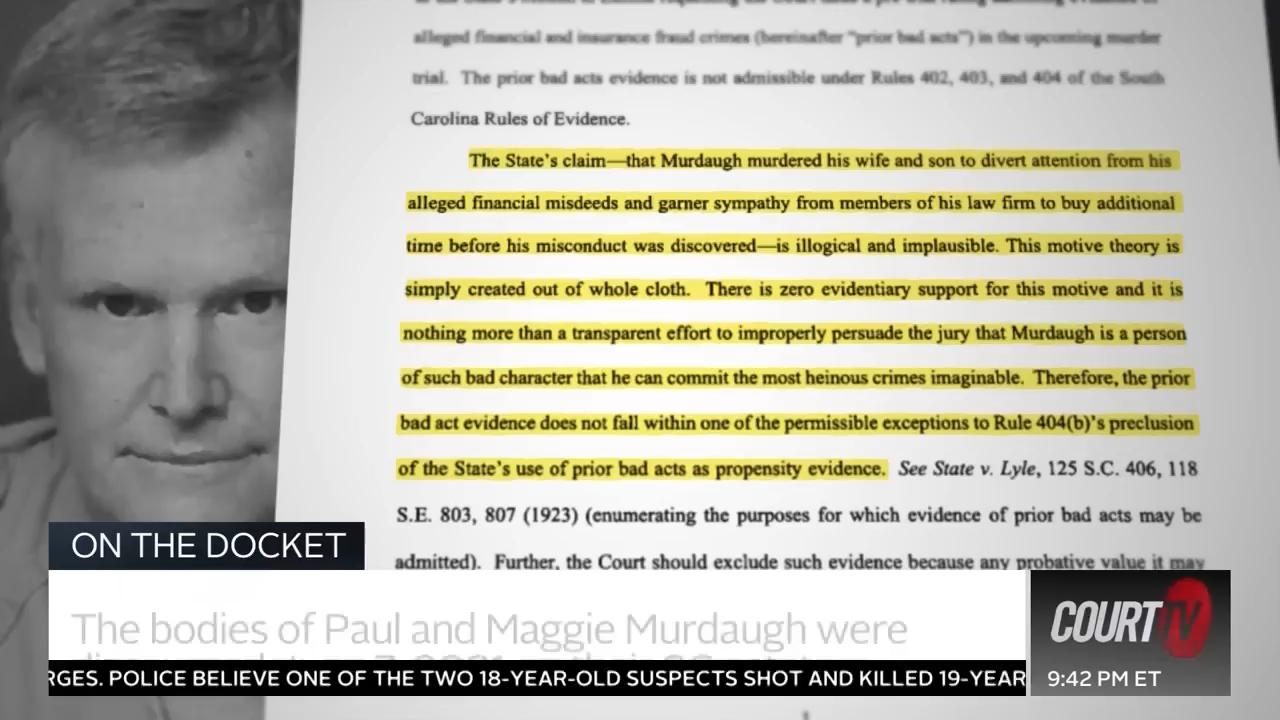 alleged financial and insurance fraud crimes (hereinafter "prior bad acts") in the upcoming murder
trial. The prior bad acts evidence is not admissible under Rules 402, 403, and 404 of the South
Carolina Rules of Evidence.
The State's claim—that Murdaugh murdered his wife and son to divert attention from his
alleged financial misdeeds and garner sympathy from members of his law firm to buy additional
time before his misconduct was discovered—is illogical and implausible. This motive theory is
simply created out of whole cloth. There is zero evidentiary support for this motive and it is
nothing more than a transparent effort to improperly persuade the jury that Murdaugh is a person
of such bad character that he can commit the most heinous crimes imaginable. Therefore, the prior
bad act evidence does not fall within one of the permissible exceptions to Rule 404(b)'s preclusion
of the State's use of prior bad acts as propensity evidence. See State v. Lyle, 125 S.C. 406, 118
S.E. 803, 807 (1923) (enumerating the purposes for which evidence of prior bad acts may be
admitted). Further, the Court should exclude such evidence because any probative value it may
ON THE DOCKET
The bodies of Paul and Maggie Murdaugh were
RGES. POLICE BELIEVE ONE OF THE TWO 18-YEAR-OLD SUSPECTS SHOT AND KILLED 19-YEAR
COURT TV
9:42 PM ET